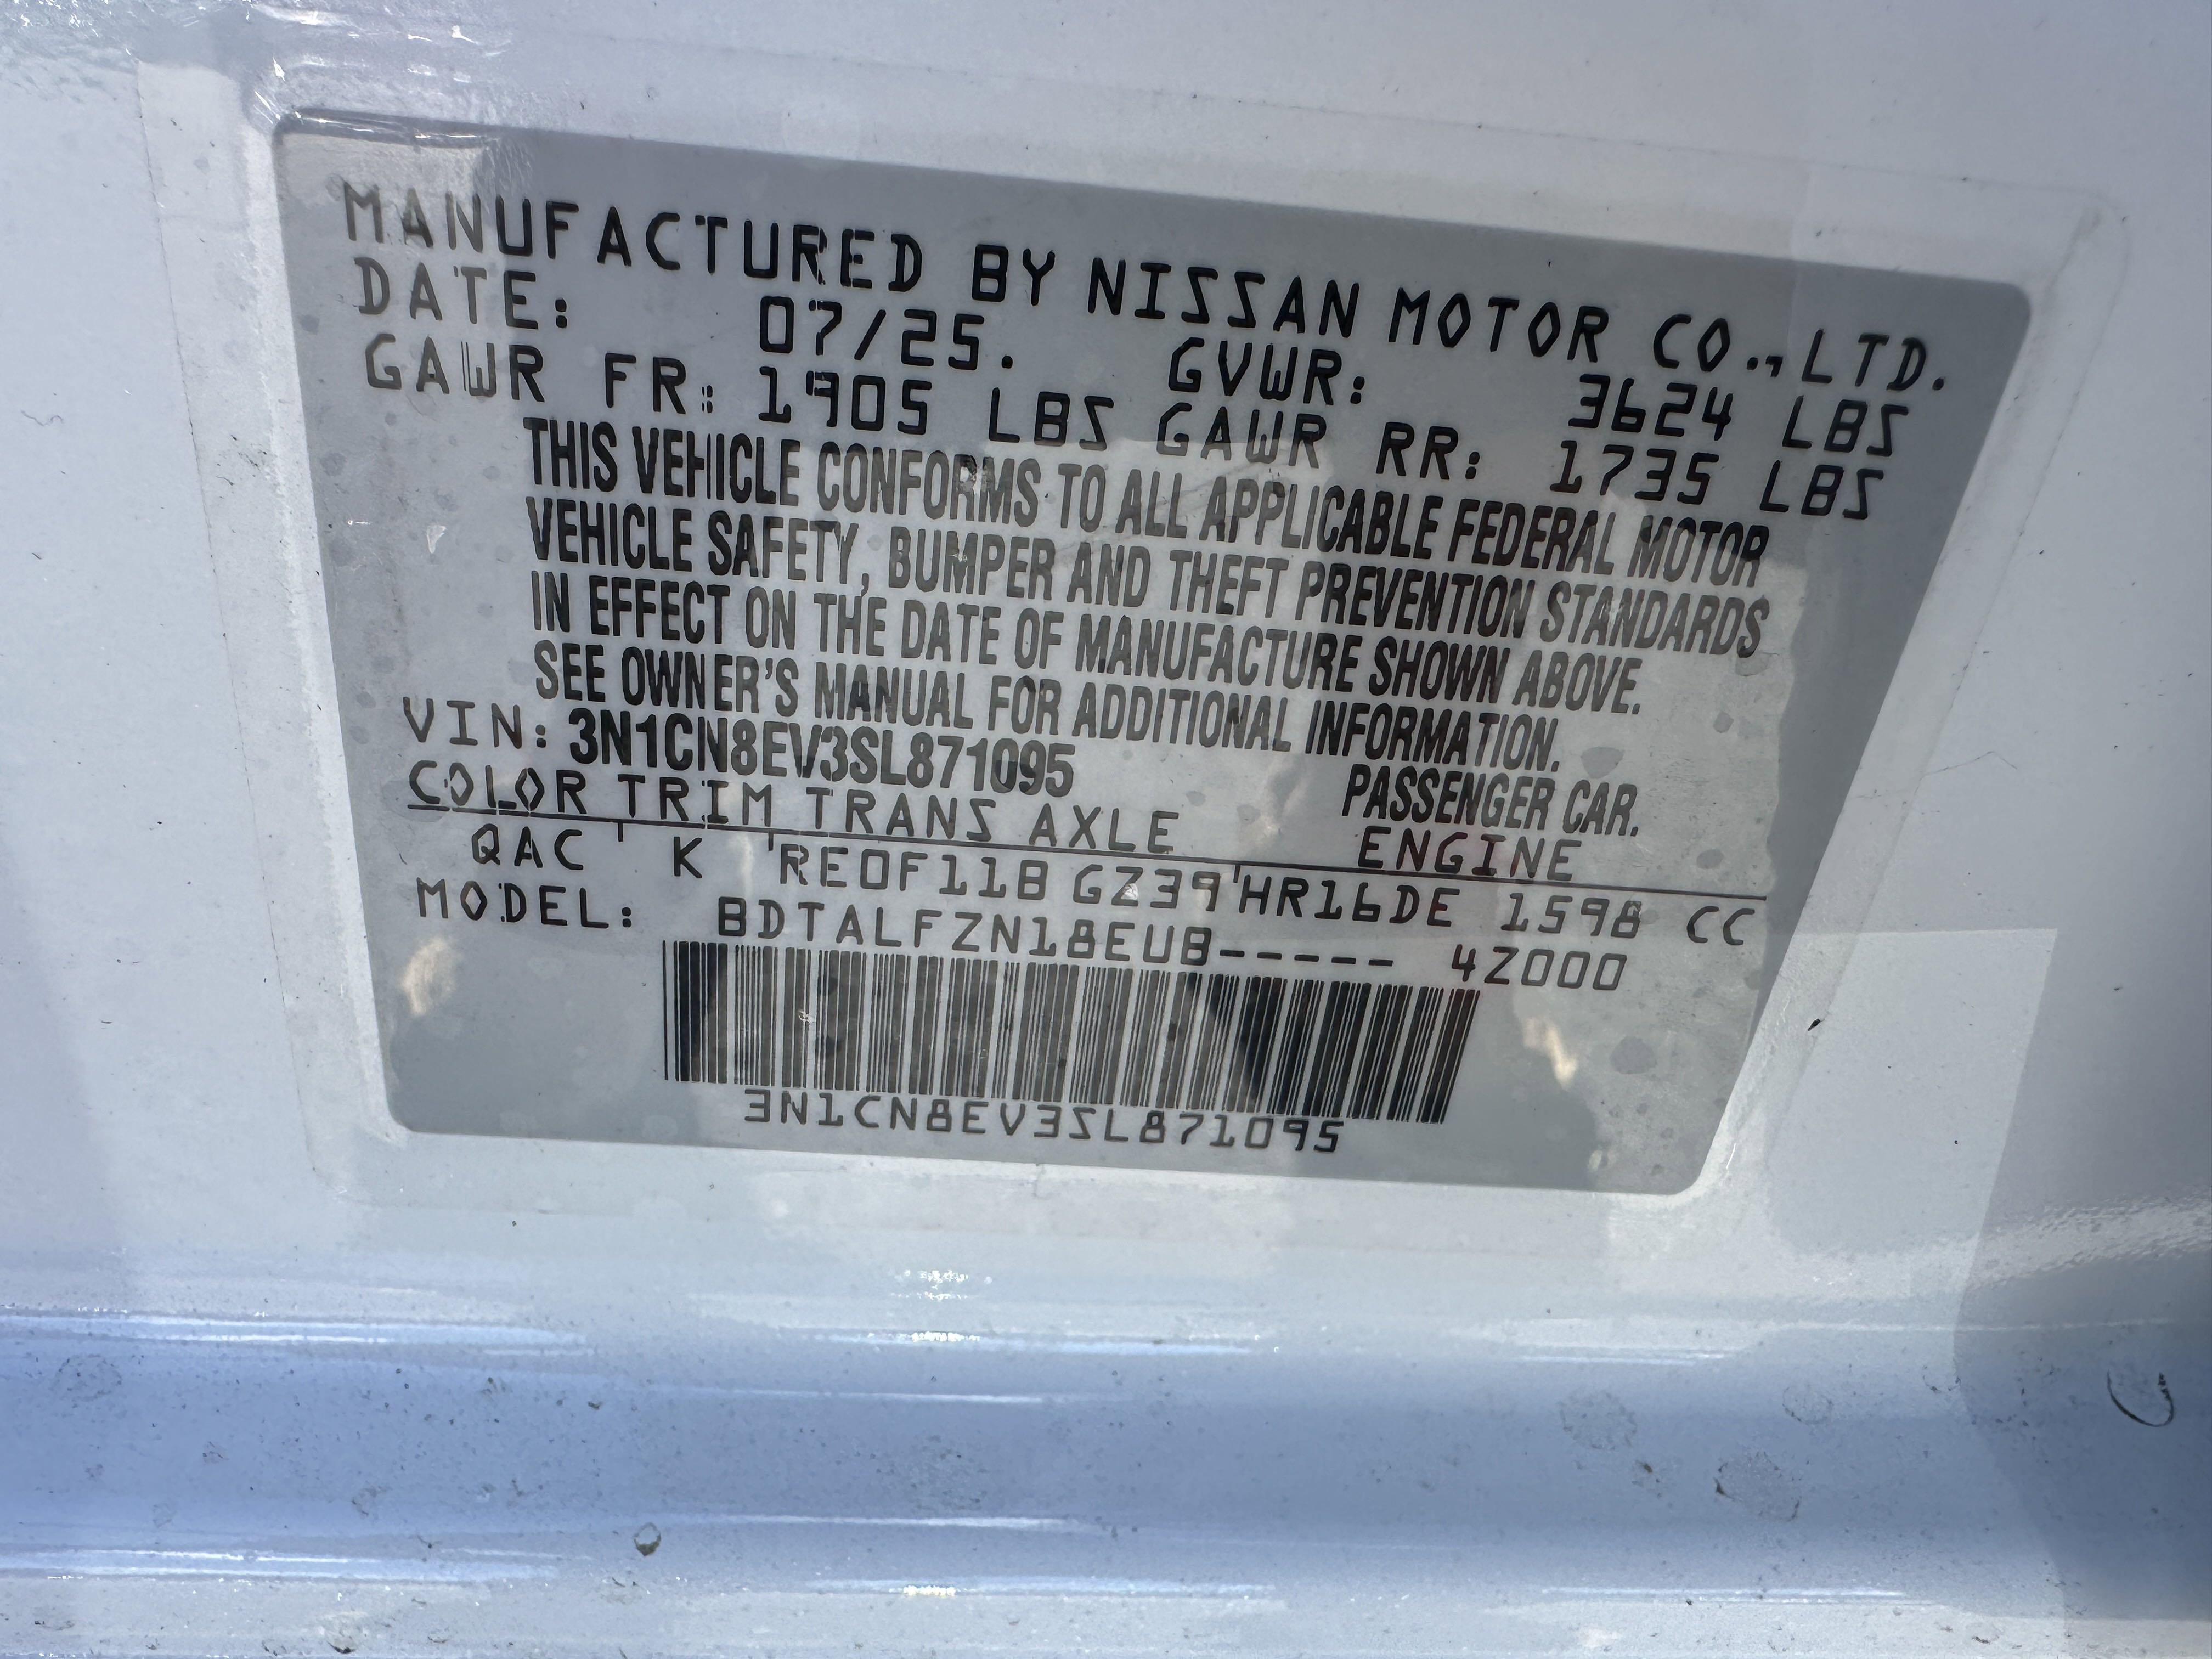 MANUFACTURED BY NISSAN MOTOR CO.,LTD.
DATE: 07/25. GVWR: 3624 LBS
GAWR FR: 1905 LBS GAWR RR: 1735 LBS
THIS VEHICLE CONFORMS TO ALL APPLICABLE FEDERAL MOTOR
VEHICLE SAFETY, BUMPER AND THEFT PREVENTION STANDARDS
IN EFFECT ON THE DATE OF MANUFACTURE SHOWN ABOVE.
SEE OWNER'S MANUAL FOR ADDITIONAL INFORMATION.
VIN: 3N1CN8EV3SL871095 PASSENGER CAR.
COLOR TRIM TRANS AXLE ENGINE
QAC K RE0F11B GZ39 HR16DE 1598 CC
MODEL: BDTALFZN18EUB----- 4Z000
3N1CN8EV3SL871095